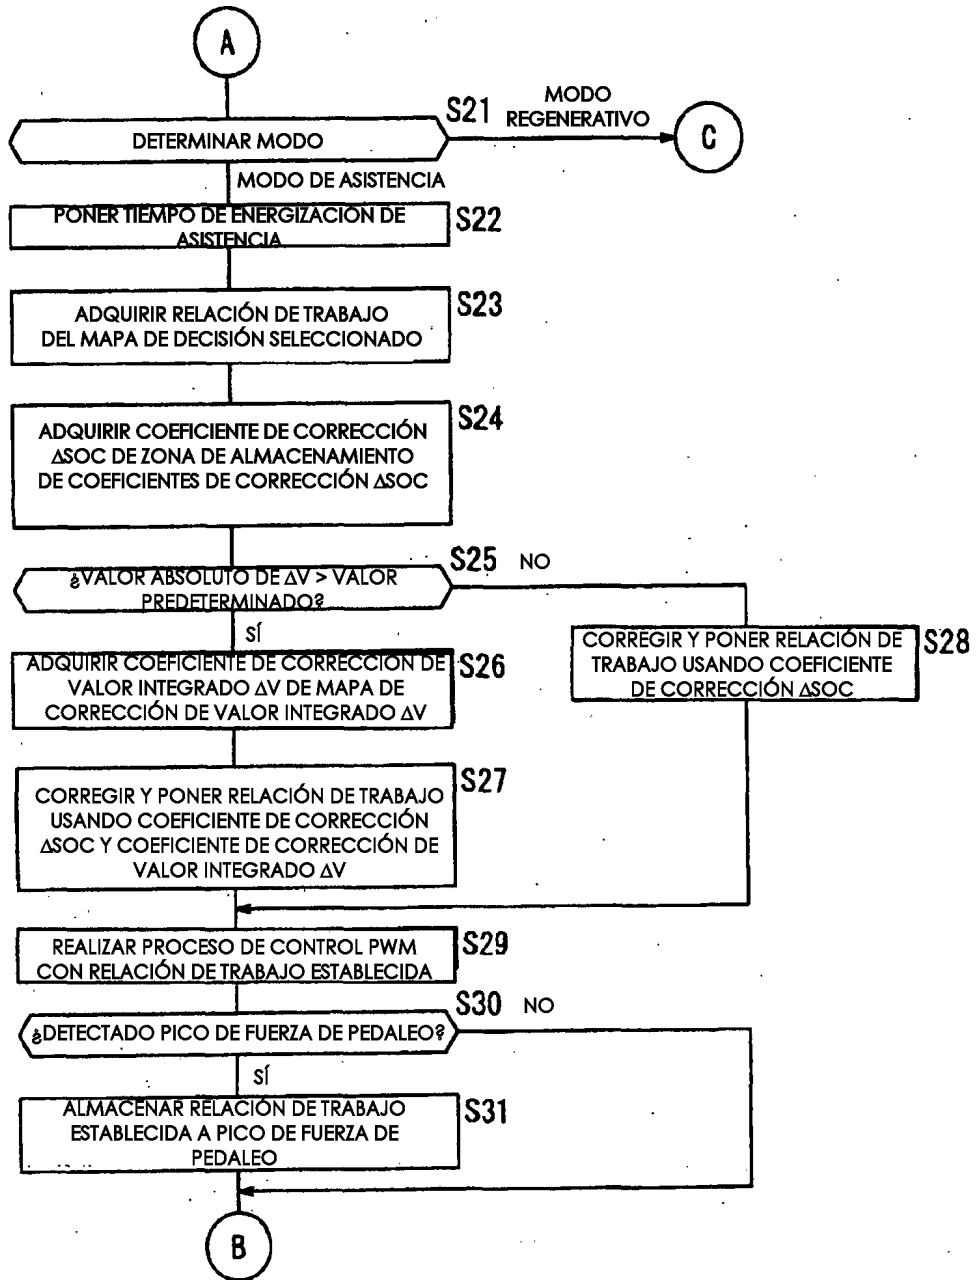 A
S21
MODO
REGENERATIVO
DETERMINAR MODO
C
MODO DE ASISTENCIA
PONER TIEMPO DE ENERGIZACIÓN DE
ASISTENCIA
S22
ADQUIRIR RELACIÓN DE TRABAJO
DEL MAPA DE DECISIÓN SELECCIONADO
S23
ADQUIRIR COEFICIENTE DE CORRECCIÓN
ΔSOC DE ZONA DE ALMACENAMIENTO
DE COEFICIENTES DE CORRECCIÓN ΔSOC
S24
¿VALOR ABSOLUTO DE ΔV > VALOR
PREDETERMINADO?
S25
NO
SÍ
ADQUIRIR COEFICIENTE DE CORRECCIÓN DE
VALOR INTEGRADO ΔV DE MAPA DE
CORRECCIÓN DE VALOR INTEGRADO ΔV
S26
CORREGIR Y PONER RELACIÓN DE
TRABAJO USANDO COEFICIENTE
DE CORRECCIÓN ΔSOC
S28
CORREGIR Y PONER RELACIÓN DE TRABAJO
USANDO COEFICIENTE DE CORRECCIÓN
ΔSOC Y COEFICIENTE DE CORRECCIÓN DE
VALOR INTEGRADO ΔV
S27
REALIZAR PROCESO DE CONTROL PWM
CON RELACIÓN DE TRABAJO ESTABLECIDA
S29
¿DETECTADO PICO DE FUERZA DE PEDALEO?
S30
NO
SÍ
ALMACENAR RELACIÓN DE TRABAJO
ESTABLECIDA A PICO DE FUERZA DE
PEDALEO
S31
B